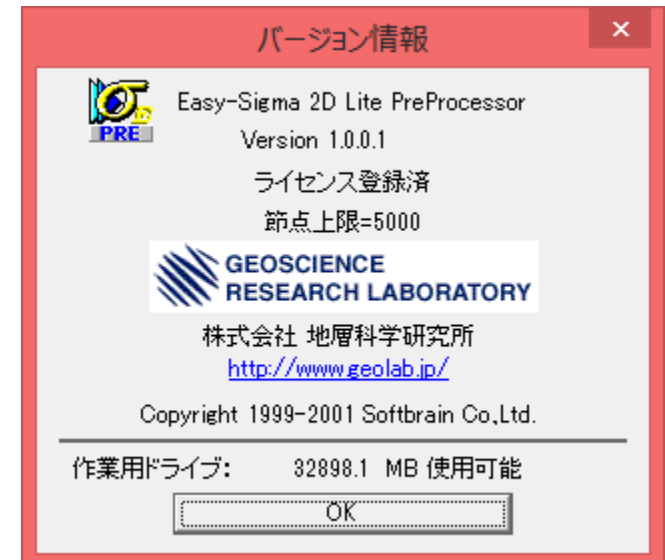 バージョン情報
Easy-Sigma 2D Lite PreProcessor
PRE
Version 1.0.0.1
ライセンス登録済
節点上限=5000
GEOSCIENCE
RESEARCH LABORATORY
株式会社 地層科学研究所
http://www.geolab.jp/
Copyright 1999-2001 Softbrain Co,Ltd.
作業用ドライブ: 32898.1 MB 使用可能
OK